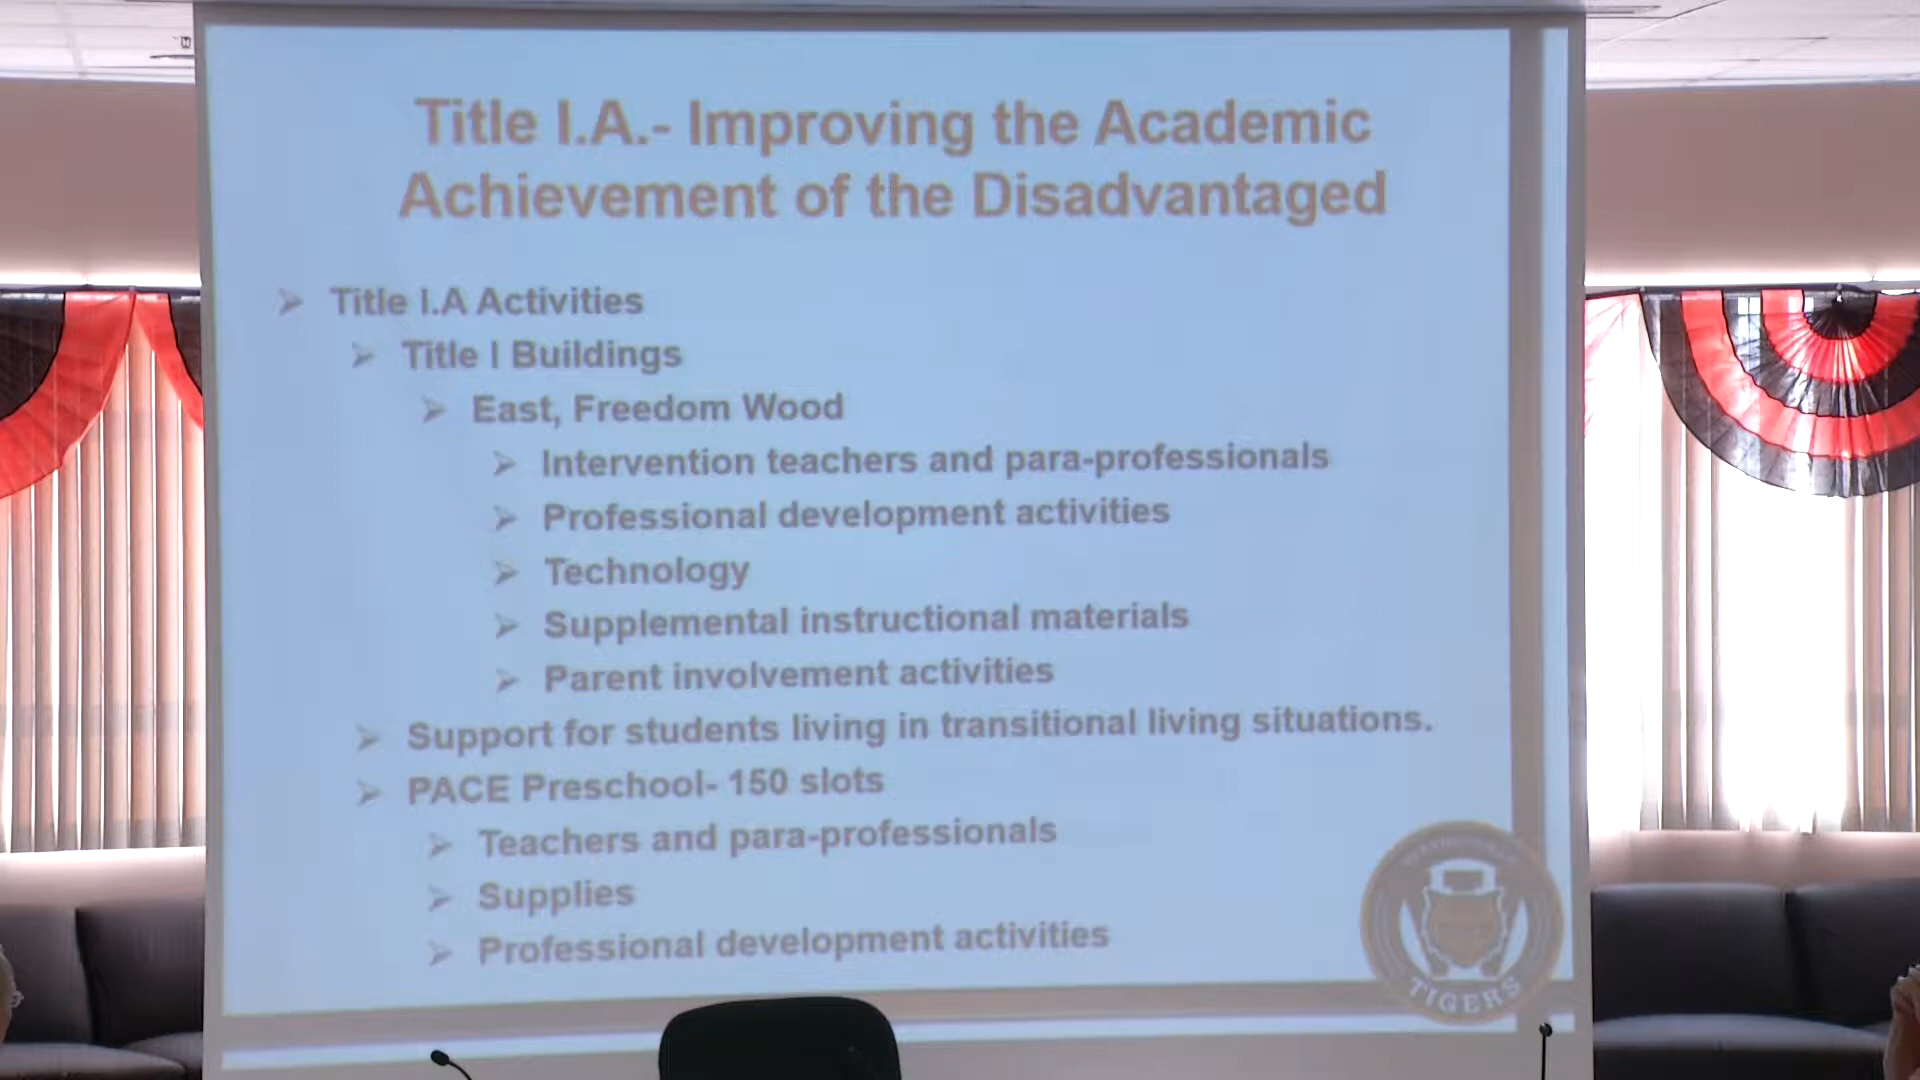 Title I.A.- Improving the Academic
Achievement of the Disadvantaged
Title I.A Activities
Title I Buildings
East, Freedom Wood
Intervention teachers and para-professionals
Professional development activities
Technology
Supplemental instructional materials
Parent involvement activities
Support for students living in transitional living situations.
PACE Preschool- 150 slots
Teachers and para-professionals
Supplies
Professional development activities
TIGERS